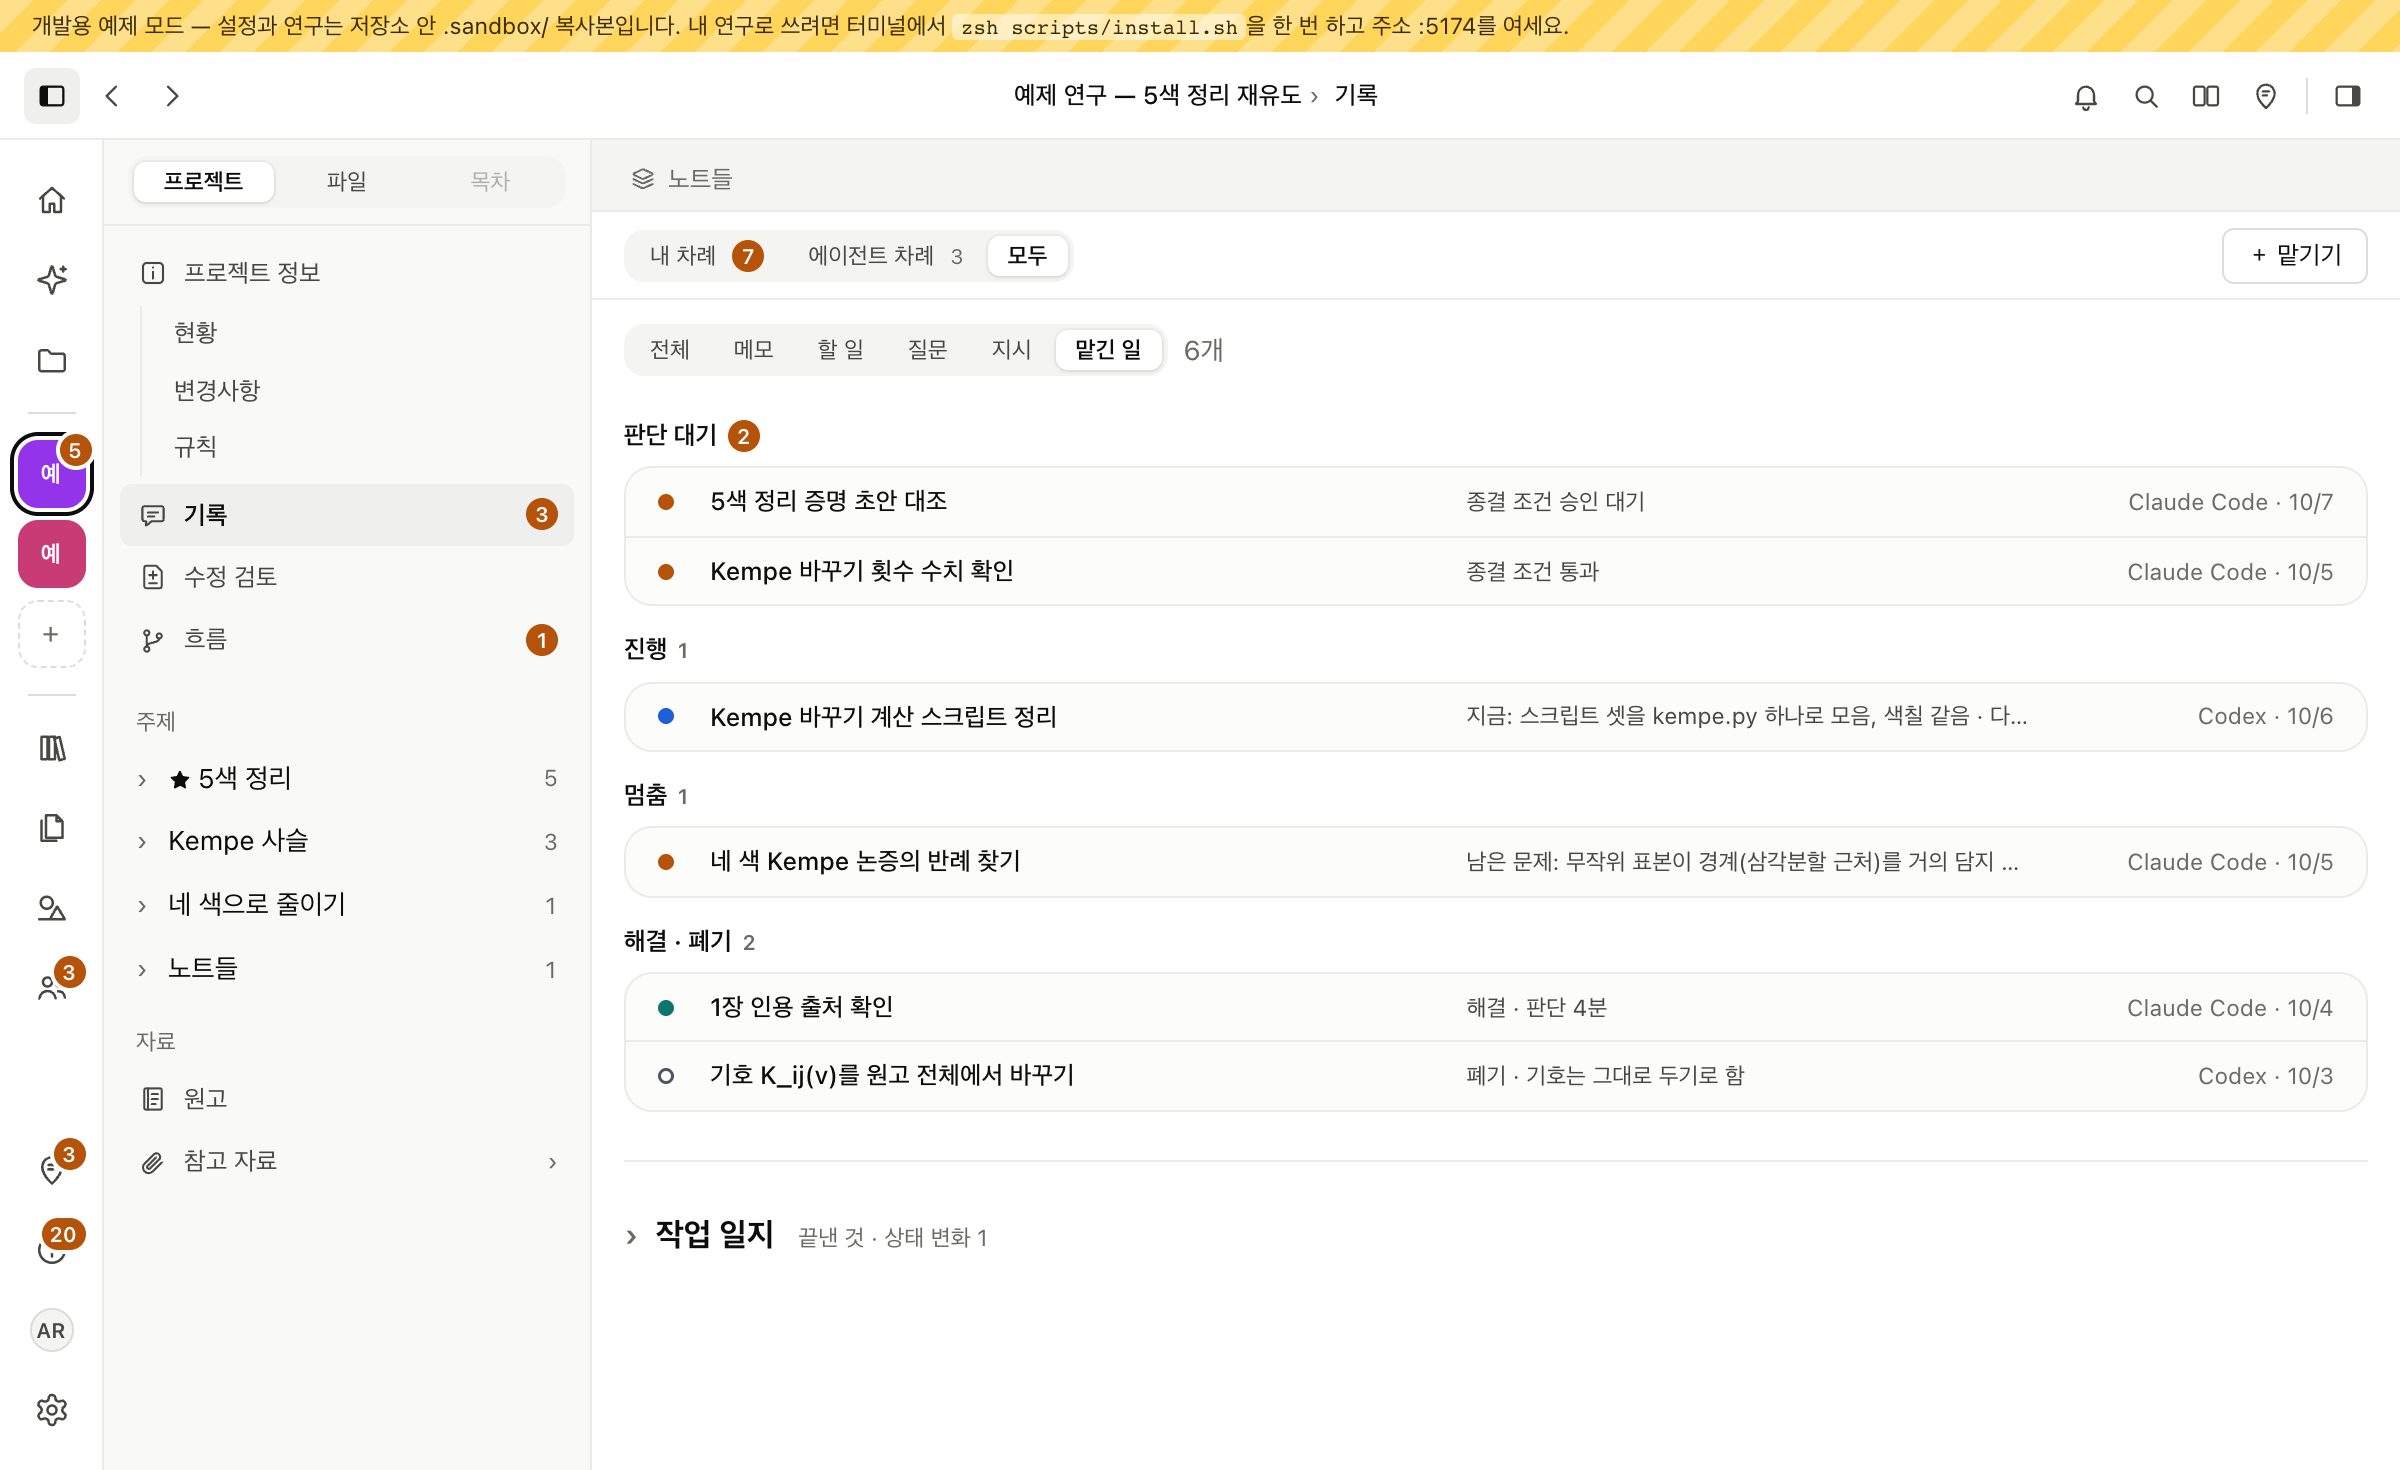 개발용 예제 모드 — 설정과 연구는 저장소 안 .sandbox/ 복사본입니다. 내 연구로 쓰려면 터미널에서 zsh scripts/install.sh을 한 번 하고 주소 :5174를 여세요.
예제 연구 — 5색 정리 재유도 › 기록
프로젝트 파일 목차
노트들
내 차례 7 에이전트 차례 3 모두
+ 맡기기
프로젝트 정보
현황
변경사항
규칙
기록 3
수정 검토
흐름 1
주제
› ★ 5색 정리 5
› Kempe 사슬 3
› 네 색으로 줄이기 1
› 노트들 1
자료
원고
참고 자료 ›
5
예
예
+
3
3
20
AR
전체 메모 할 일 질문 지시 맡긴 일 6개
판단 대기 2
5색 정리 증명 초안 대조 종결 조건 승인 대기 Claude Code · 10/7
Kempe 바꾸기 횟수 수치 확인 종결 조건 통과 Claude Code · 10/5
진행 1
Kempe 바꾸기 계산 스크립트 정리 지금: 스크립트 셋을 kempe.py 하나로 모음, 색칠 같음 · 다… Codex · 10/6
멈춤 1
네 색 Kempe 논증의 반례 찾기 남은 문제: 무작위 표본이 경계(삼각분할 근처)를 거의 담지 … Claude Code · 10/5
해결 · 폐기 2
1장 인용 출처 확인 해결 · 판단 4분 Claude Code · 10/4
기호 K_ij(v)를 원고 전체에서 바꾸기 폐기 · 기호는 그대로 두기로 함 Codex · 10/3
› 작업 일지 끝낸 것 · 상태 변화 1